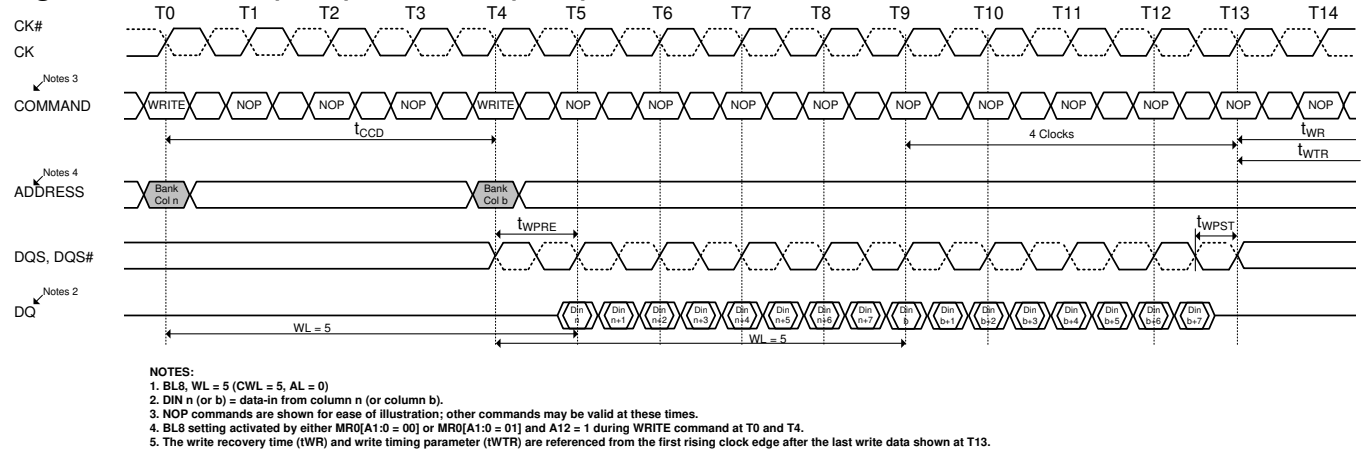 T0 T1 T2 T3 T4 T5 T6 T7 T8 T9 T10 T11 T12 T13 T14
CK#
CK
Notes 3
COMMAND WRITE NOP NOP NOP WRITE NOP NOP NOP NOP NOP NOP NOP NOP NOP NOP
tCCD 4 Clocks tWR
tWTR
Notes 4
ADDRESS
Bank Bank
Col n Col b
tWPRE tWPST
DQS, DQS#
Notes 2
DQ
Din Din Din Din Din Din Din Din Din Din Din Din Din Din Din Din
n n+1 n+2 n+3 n+4 n+5 n+6 n+7 b b+1 b+2 b+3 b+4 b+5 b+6 b+7
WL = 5
WL = 5
NOTES:
1. BL8, WL = 5 (CWL = 5, AL = 0)
2. DIN n (or b) = data-in from column n (or column b).
3. NOP commands are shown for ease of illustration; other commands may be valid at these times.
4. BL8 setting activated by either MR0[A1:0 = 00] or MR0[A1:0 = 01] and A12 = 1 during WRITE command at T0 and T4.
5. The write recovery time (tWR) and write timing parameter (tWTR) are referenced from the first rising clock edge after the last write data shown at T13.